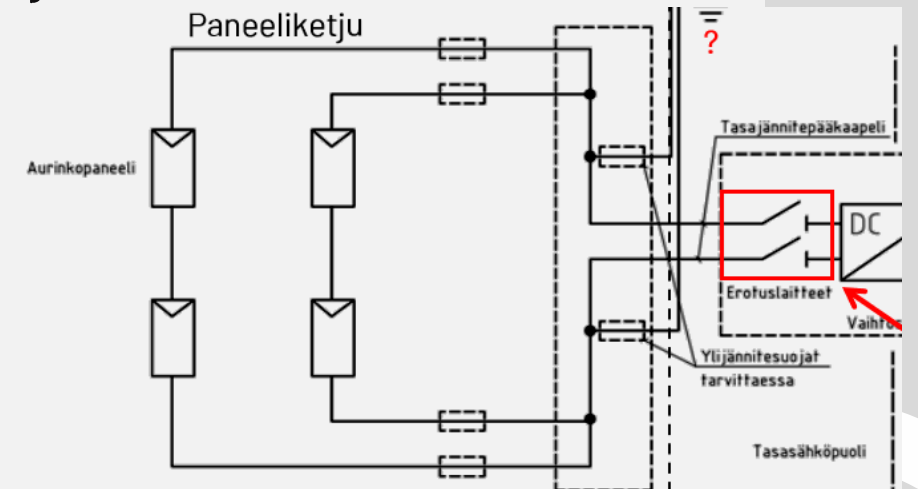 Paneeliketju
?
Tasajännitepääkaapeli
Aurinkopaneeli
DC
Erotuslaitteet
Ylijännitesuojat
tarvittaessa
Tasasähköpuoli